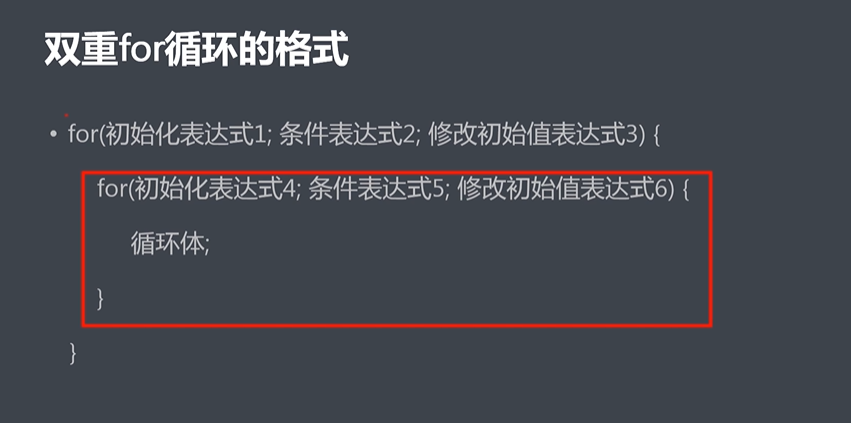 双重for循环的格式
• for(初始化表达式1; 条件表达式2; 修改初始值表达式3) {
for(初始化表达式4; 条件表达式5; 修改初始值表达式6) {
循环体;
}
}